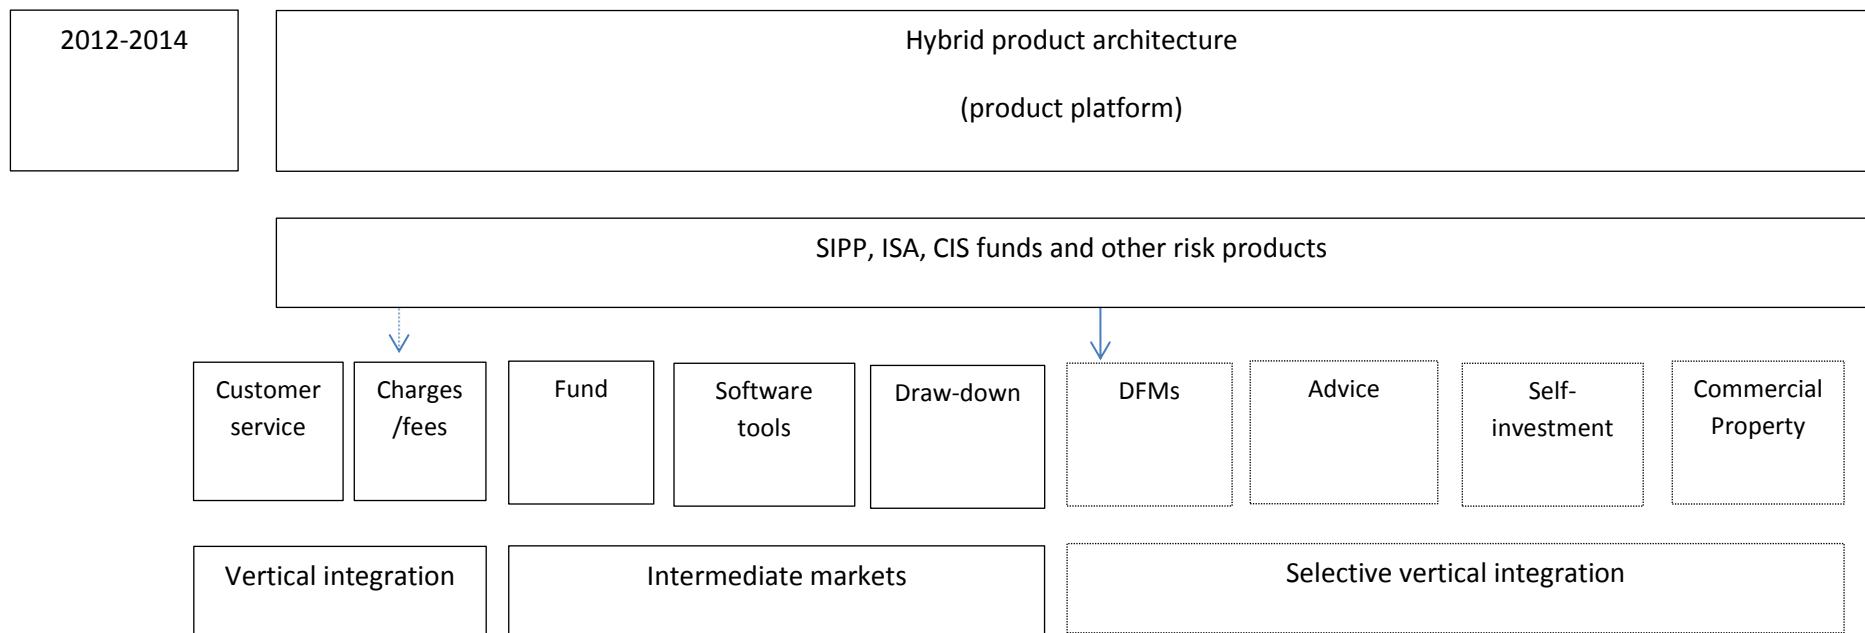 2012-2014
Hybrid product architecture
(product platform)
SIPP, ISA, CIS funds and other risk products
Customer
service
Charges
/fees
Fund
Software
tools
Draw-down
DFMs
Advice
Self-
investment
Commercial
Property
Vertical integration
Intermediate markets
Selective vertical integration